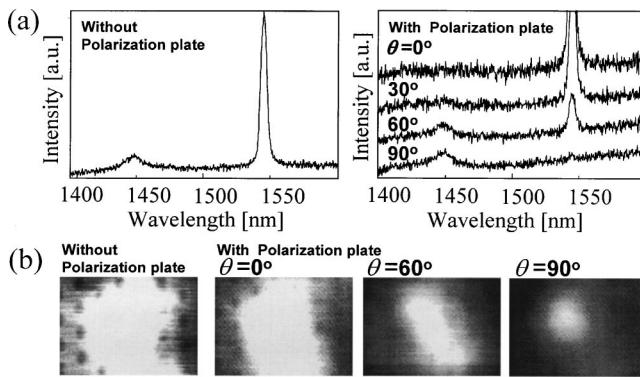 (a)
Without
Polarization plate
Intensity [a.u.]
1400 1450 1500 1550
Wavelength [nm]
With Polarization plate
θ=0°
30°
60°
90°
Intensity [a.u.]
1400 1450 1500 1550
Wavelength [nm]
(b)
Without
Polarization plate
With Polarization plate
θ=0°
θ=60°
θ=90°